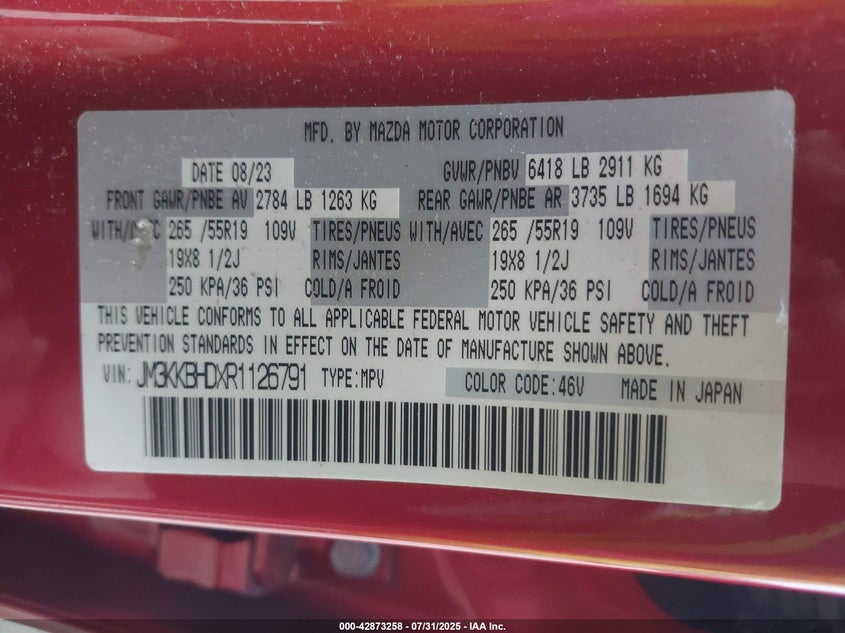 MFD. BY MAZDA MOTOR CORPORATION
DATE 08/23 GVWR/PNBV 6418 LB 2911 KG
FRONT GAWR/PNBE AV 2784 LB 1263 KG REAR GAWR/PNBE AR 3735 LB 1694 KG
WITH/AVEC 265 /55R19 109V TIRES/PNEUS WITH/AVEC 265 /55R19 109V TIRES/PNEUS
19X8 1/2J RIMS/JANTES 19X8 1/2J RIMS/JANTES
250 KPA/36 PSI COLD/A FROID 250 KPA/36 PSI COLD/A FROID
THIS VEHICLE CONFORMS TO ALL APPLICABLE FEDERAL MOTOR VEHICLE SAFETY AND THEFT
PREVENTION STANDARDS IN EFFECT ON THE DATE OF MANUFACTURE SHOWN ABOVE.
VIN: JM3KKBHDXR1126791 TYPE:MPV COLOR CODE:46V MADE IN JAPAN
000-42873258 - 07/31/2025 - IAA Inc.